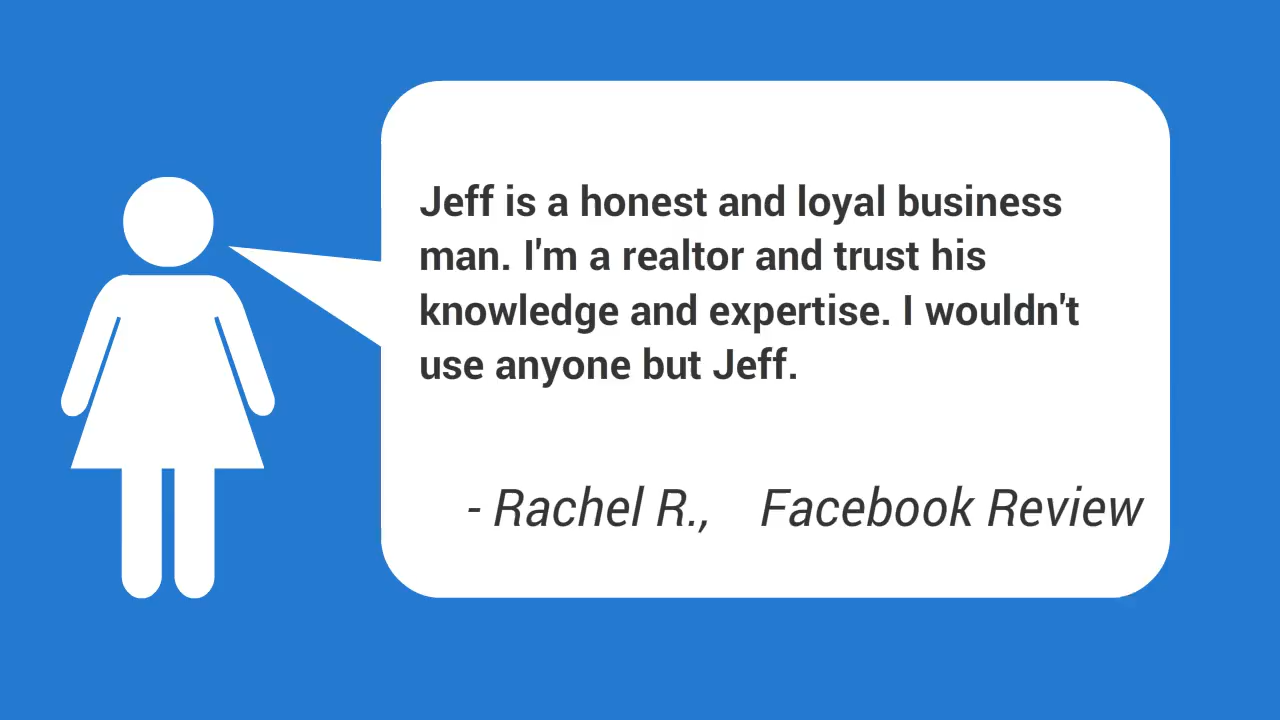 Jeff is a honest and loyal business
man. I'm a realtor and trust his
knowledge and expertise. I wouldn't
use anyone but Jeff.
- Rachel R., Facebook Review